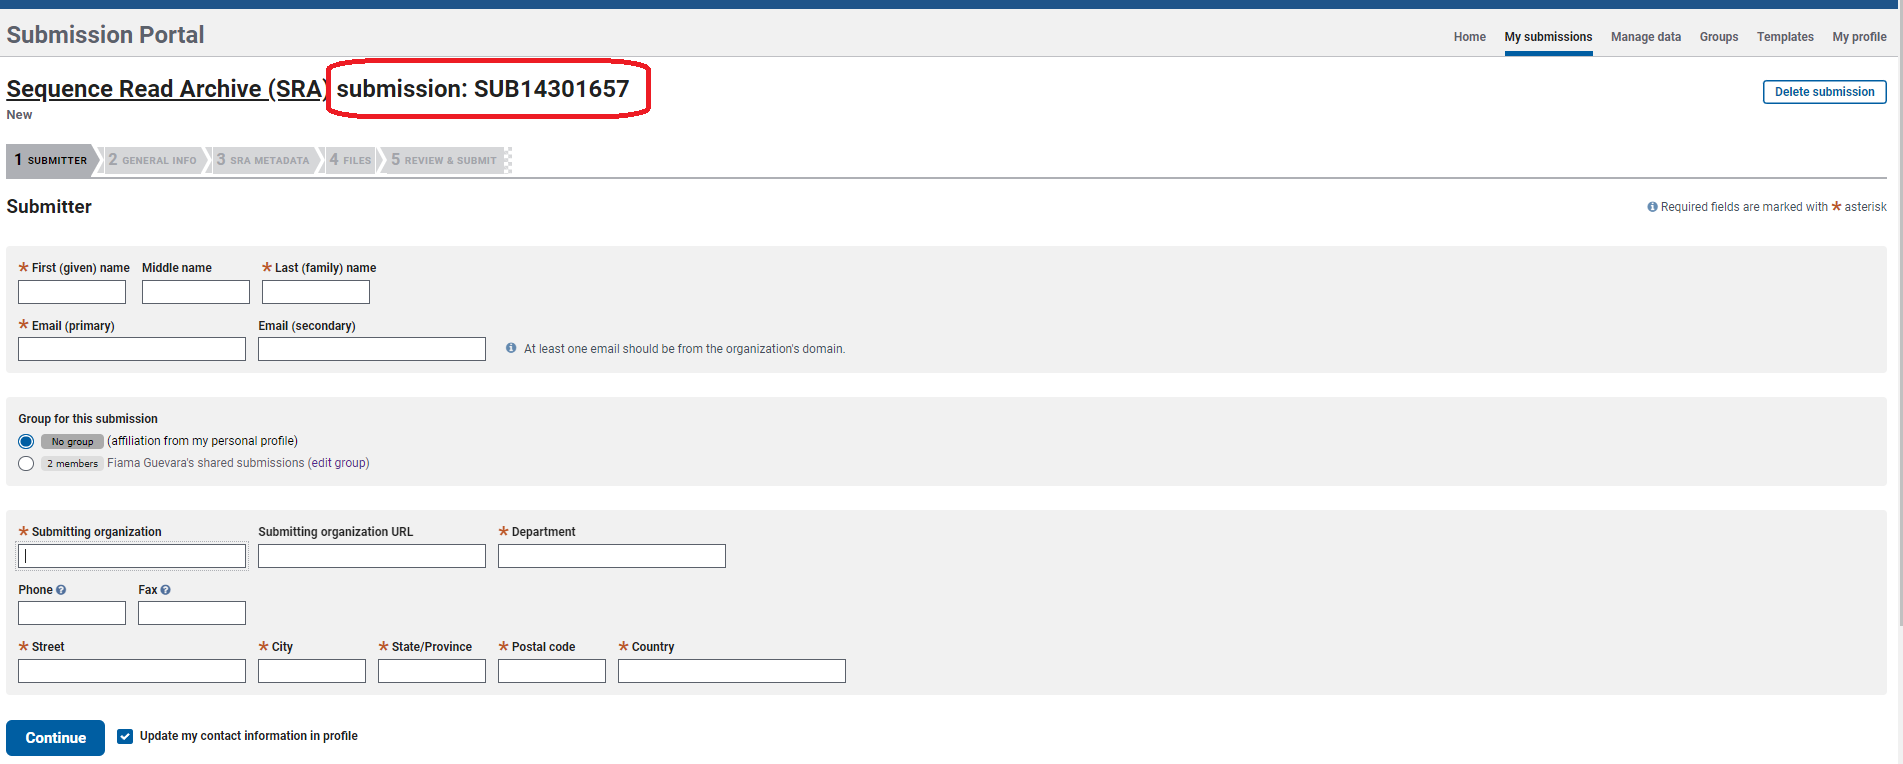 Submission Portal
Home My submissions Manage data Groups Templates My profile
Sequence Read Archive (SRA) submission: SUB14301657
Delete submission
New
1 SUBMITTER 2 GENERAL INFO 3 SRA METADATA 4 FILES 5 REVIEW & SUBMIT
Submitter
Required fields are marked with * asterisk
* First (given) name Middle name * Last (family) name
* Email (primary) Email (secondary)
At least one email should be from the organization's domain.
Group for this submission
No group (affiliation from my personal profile)
2 members Fiama Guevara's shared submissions (edit group)
* Submitting organization Submitting organization URL * Department
Phone Fax
* Street * City * State/Province * Postal code * Country
Continue Update my contact information in profile